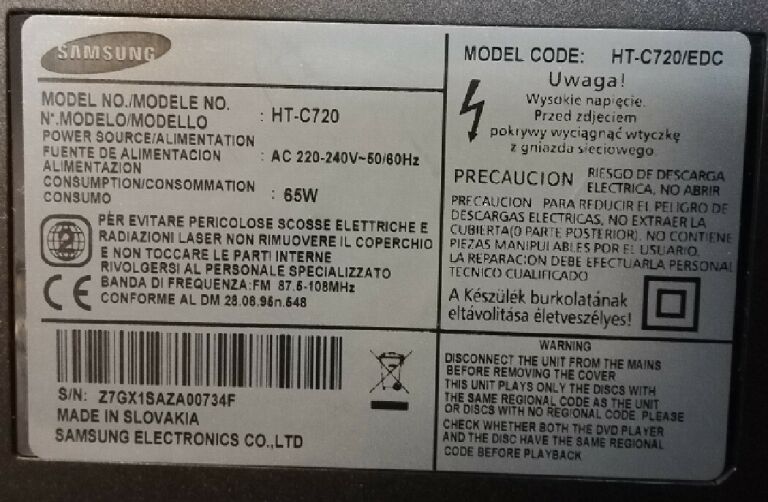 SAMSUNG
MODEL NO./MODELE NO.
N°.MODELO/MODELLO : HT-C720
POWER SOURCE/ALIMENTATION
FUENTE DE ALIMENTACION : AC 220-240V~50/60Hz
ALIMENTAZION
CONSUMPTION/CONSOMMATION
CONSUMO : 65W
2
PER EVITARE PERICOLOSE SCOSSE ELETTRICHE E
RADIAZIONI LASER NON RIMUOVERE IL COPERCHIO
E NON TOCCARE LE PARTI INTERNE
RIVOLGERSI AL PERSONALE SPECIALIZZATO
BANDA DI FREQUENZA:FM 87.5-108MHz
CONFORME AL DM 28.08.95n.548
CE
S/N: Z7GX1SAZA00734F
MADE IN SLOVAKIA
SAMSUNG ELECTRONICS CO.,LTD
MODEL CODE: HT-C720/EDC
Uwaga!
Wysokie napięcie.
Przed zdjęciem
pokrywy wyciągnąć wtyczkę
z gniazda sieciowego.
PRECAUCION RIESGO DE DESCARGA
ELECTRICA, NO ABRIR
PRECAUCION PARA REDUCIR EL PELIGRO DE
DESCARGAS ELECTRICAS, NO EXTRAER LA
CUBIERTA(O PARTE POSTERIOR). NO CONTIENE
PIEZAS MANIPULABLES POR EL USUARIO.
LA REPARACION DEBE EFECTUARLA PERSONAL
TECNICO CUALIFICADO
A Készülék burkolatának
eltávolitása életveszélyes!
WARNING
DISCONNECT THE UNIT FROM THE MAINS
BEFORE REMOVING THE COVER
THIS UNIT PLAYS ONLY THE DISCS WITH
THE SAME REGIONAL CODE AS THE UNIT
OR DISCS WITH NO REGIONAL CODE. PLEASE
CHECK WHETHER BOTH THE DVD PLAYER
AND THE DISC HAVE THE SAME REGIONAL
CODE BEFORE PLAYBACK